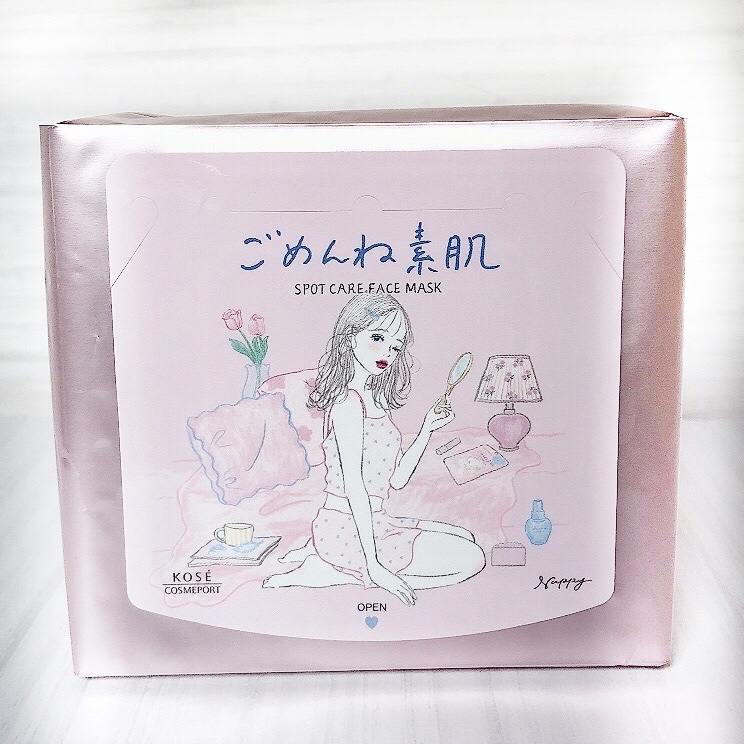 ごめんね素肌
SPOT CARE FACE MASK
KOSÉ
COSMEPORT
OPEN